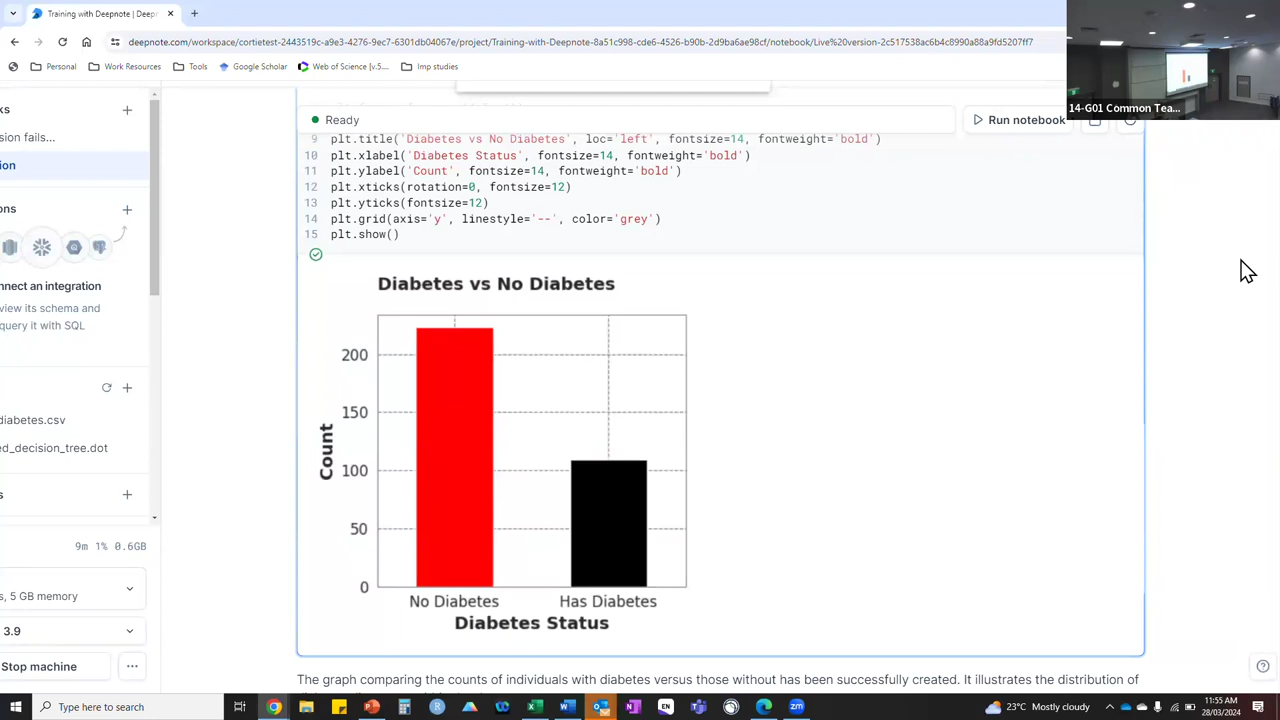 Training with Deepnote | Deepn
deepnote.com/workspace/cortietest-2443519c-a9e3-427d-9ec7-c01db04067e/project/Training-with-Deepnote-8a51c998-cde6-4526-b90b-2d9ba6ae98cf/notebook/Live%20version-2c517538ac6b4c8990a88a9fd5207ff7
Personal
Work Resources
Tools
Google Scholar
Web of Science [v.5....
Imp studies
14-G01 Common Tea...
ks
sion fails...
ion
ons
nnect an integration
view its schema and
query it with SQL
diabetes.csv
ed_decision_tree.dot
s
9m 1% 0.6GB
s, 5 GB memory
3.9
Stop machine
Ready
Run notebook
9 plt.title('Diabetes vs No Diabetes', loc='left', fontsize=14, fontweight='bold')
10 plt.xlabel('Diabetes Status', fontsize=14, fontweight='bold')
11 plt.ylabel('Count', fontsize=14, fontweight='bold')
12 plt.xticks(rotation=0, fontsize=12)
13 plt.yticks(fontsize=12)
14 plt.grid(axis='y', linestyle='--', color='grey')
15 plt.show()
Diabetes vs No Diabetes
200
150
100
50
0
Count
No Diabetes
Has Diabetes
Diabetes Status
The graph comparing the counts of individuals with diabetes versus those without has been successfully created. It illustrates the distribution of
Type here to search
23°C Mostly cloudy
11:55 AM
28/03/2024